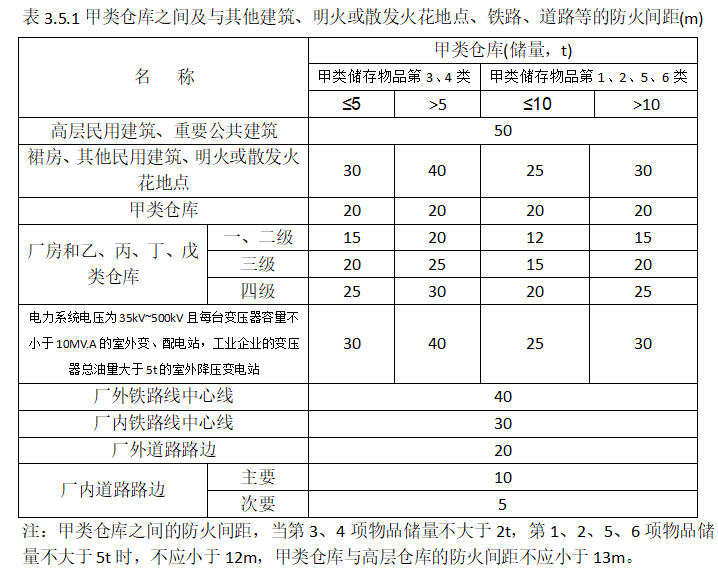 表 3.5.1 甲类仓库之间及与其他建筑、明火或散发火花地点、铁路、道路等的防火间距(m)
名 称
甲类仓库(储量，t)
甲类储存物品第 3、4 类 甲类储存物品第 1、2、5、6 类
≤5 >5 ≤10 >10
高层民用建筑、重要公共建筑 50
裙房、其他民用建筑、明火或散发火
花地点
30 40 25 30
甲类仓库 20 20 20 20
厂房和乙、丙、丁、戊
类仓库
一、二级 15 20 12 15
三级 20 25 15 20
四级 25 30 20 25
电力系统电压为 35kV~500kV 且每台变压器容量不
小于 10MV.A 的室外变、配电站，工业企业的变压
器总油量大于 5t 的室外降压变电站
30 40 25 30
厂外铁路线中心线 40
厂内铁路线中心线 30
厂外道路路边 20
厂内道路路边
主要 10
次要 5
注：甲类仓库之间的防火间距，当第 3、4 项物品储量不大于 2t，第 1、2、5、6 项物品储
量不大于 5t 时，不应小于 12m，甲类仓库与高层仓库的防火间距不应小于 13m。